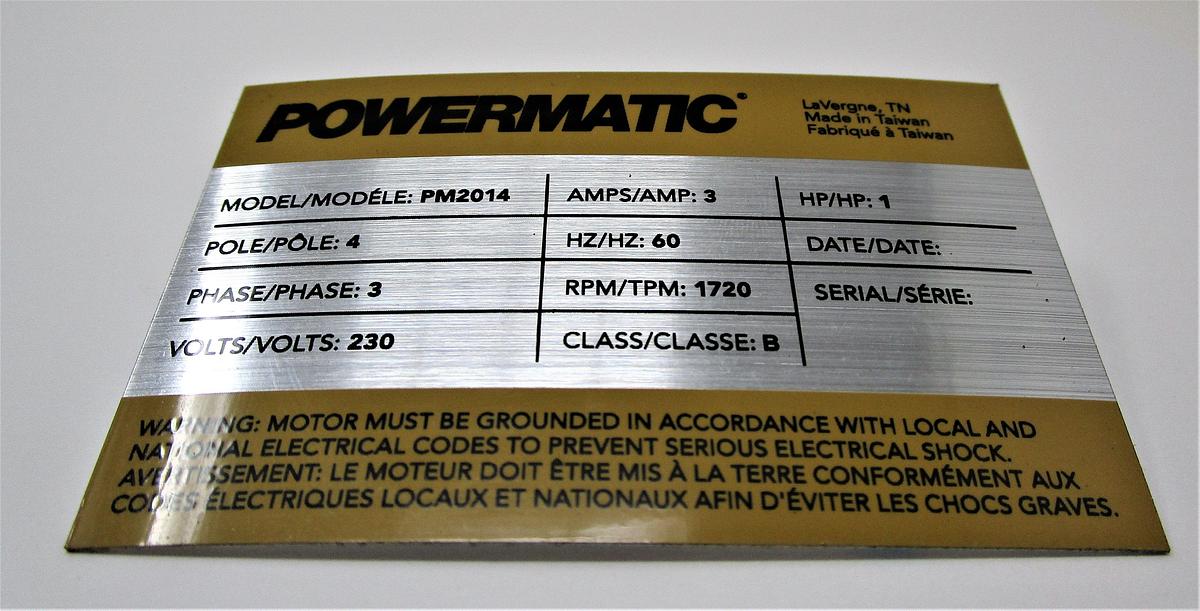 POWERMATIC®
LaVergne, TN
Made in Taiwan
Fabriqué à Taiwan
MODEL/MODÉLE: PM2014
AMPS/AMP: 3
HP/HP: 1
POLE/PÔLE: 4
HZ/HZ: 60
DATE/DATE:
PHASE/PHASE: 3
RPM/TPM: 1720
SERIAL/SÉRIE:
VOLTS/VOLTS: 230
CLASS/CLASSE: B
WARNING: MOTOR MUST BE GROUNDED IN ACCORDANCE WITH LOCAL AND
NATIONAL ELECTRICAL CODES TO PREVENT SERIOUS ELECTRICAL SHOCK.
AVERTISSEMENT: LE MOTEUR DOIT ÊTRE MIS À LA TERRE CONFORMÉMENT AUX
CODES ÉLECTRIQUES LOCAUX ET NATIONAUX AFIN D'ÉVITER LES CHOCS GRAVES.